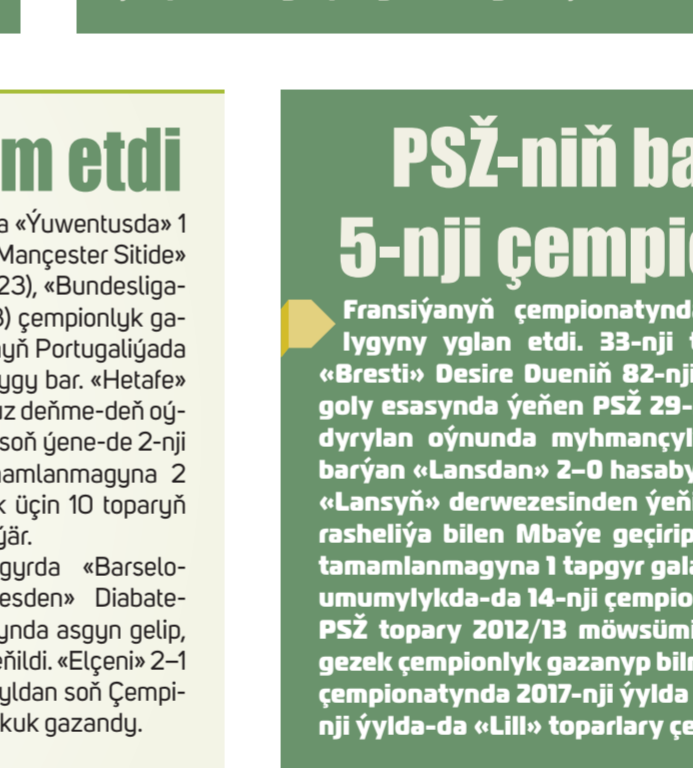 m etdi
a «Ýuwentusda» 1
Mançester Sitide»
23), «Bundesliga-
) çempionlyk ga-
yň Portugaliýada
ygy bar. «Hetafe»
uz deňme-deň oý-
soň ýene-de 2-nji
amlanmagyna 2
k üçin 10 toparyň
ýär.
gyrda «Barselo-
esden» Diabate-
ynda asgyn gelip,
eňildi. «Elçeni» 2–1
yldan soň Çempi-
kuk gazandy.
PSŽ-niň ba
5-nji çempio
Fransiýanyň çempionatynda
lygyny yglan etdi. 33-nji t
«Bresti» Desire Dueniň 82-nji
goly esasynda ýeňen PSŽ 29-
dyrylan oýnunda myhmançyl
barýan «Lansdan» 2–0 hasaby
«Lansyň» derwezesinden ýeň
rasheliýa bilen Mbaýe geçirip
tamamlanmagyna 1 tapgyr gala
umumylykda-da 14-nji çempio
PSŽ topary 2012/13 möwsümi
gezek çempionlyk gazanyp biln
çempionatynda 2017-nji ýylda
nji ýylda-da «Lill» toparlary çe